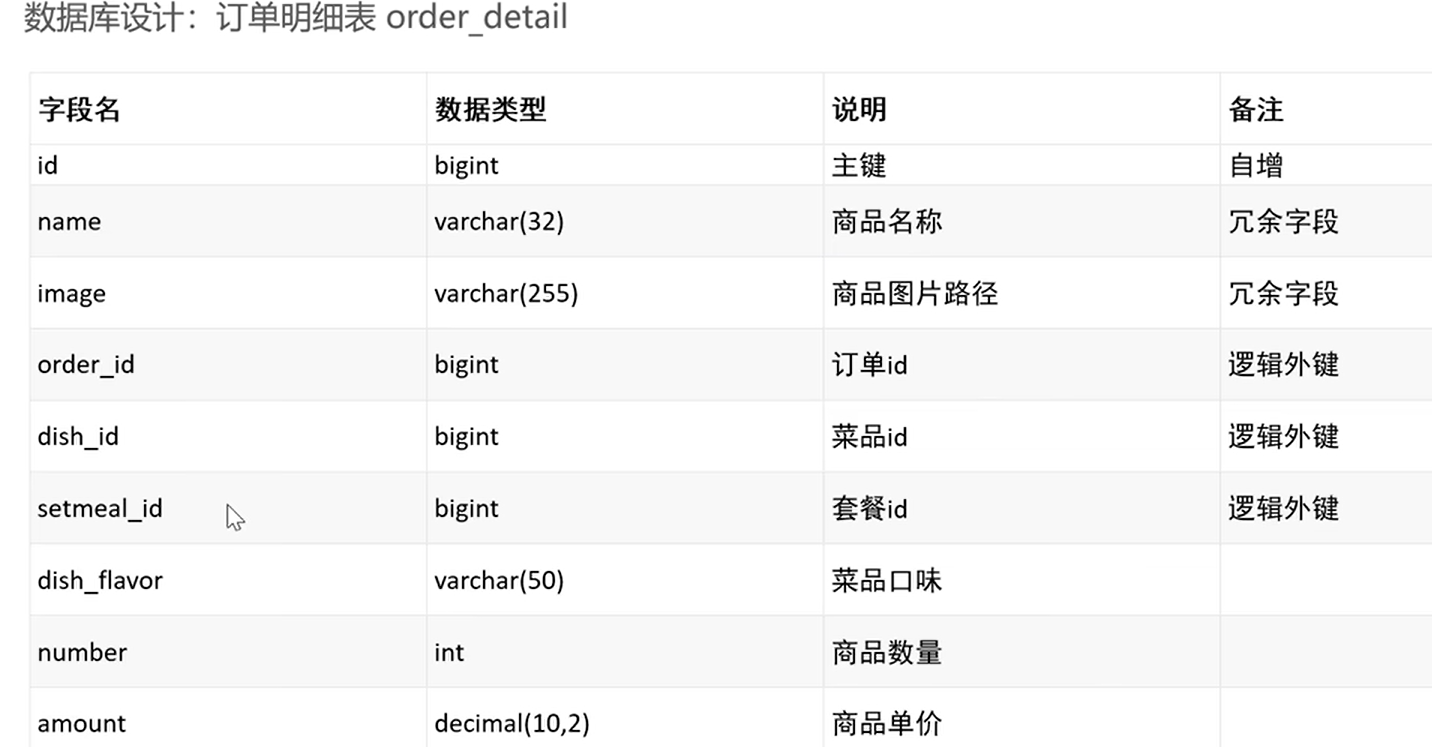 数据库设计：订单明细表 order_detail
字段名 数据类型 说明 备注
id bigint 主键 自增
name varchar(32) 商品名称 冗余字段
image varchar(255) 商品图片路径 冗余字段
order_id bigint 订单id 逻辑外键
dish_id bigint 菜品id 逻辑外键
setmeal_id bigint 套餐id 逻辑外键
dish_flavor varchar(50) 菜品口味
number int 商品数量
amount decimal(10,2) 商品单价